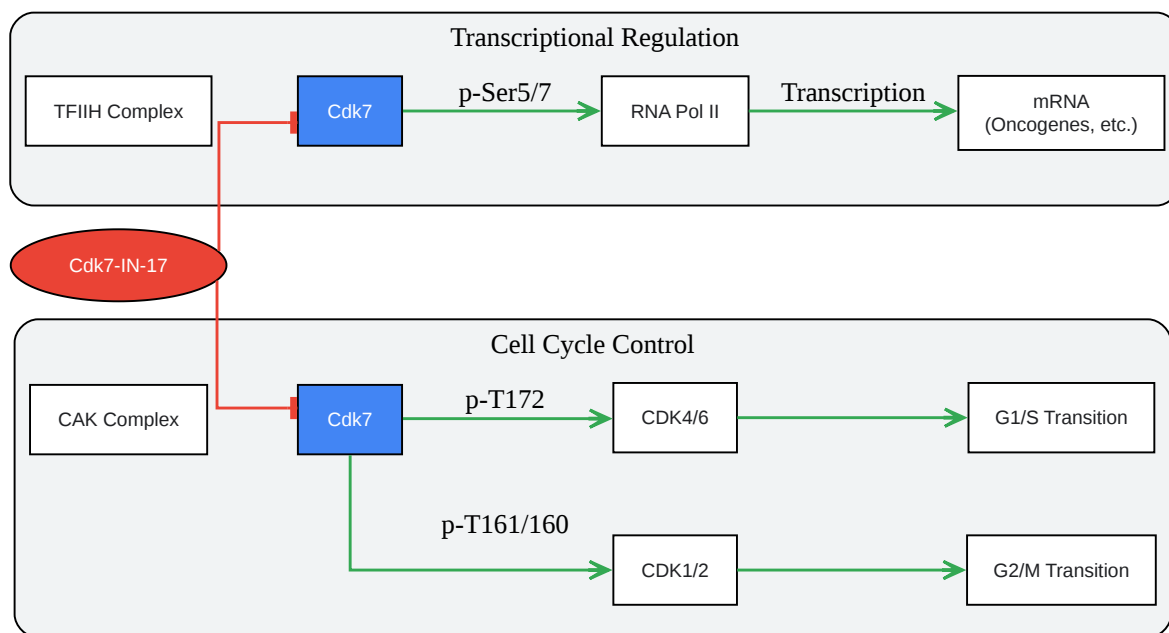 Transcriptional Regulation
TFIIH Complex
Cdk7
p-Ser5/7
RNA Pol II
Transcription
mRNA
(Oncogenes, etc.)
Cdk7-IN-17
Cell Cycle Control
CAK Complex
Cdk7
p-T172
CDK4/6
G1/S Transition
p-T161/160
CDK1/2
G2/M Transition